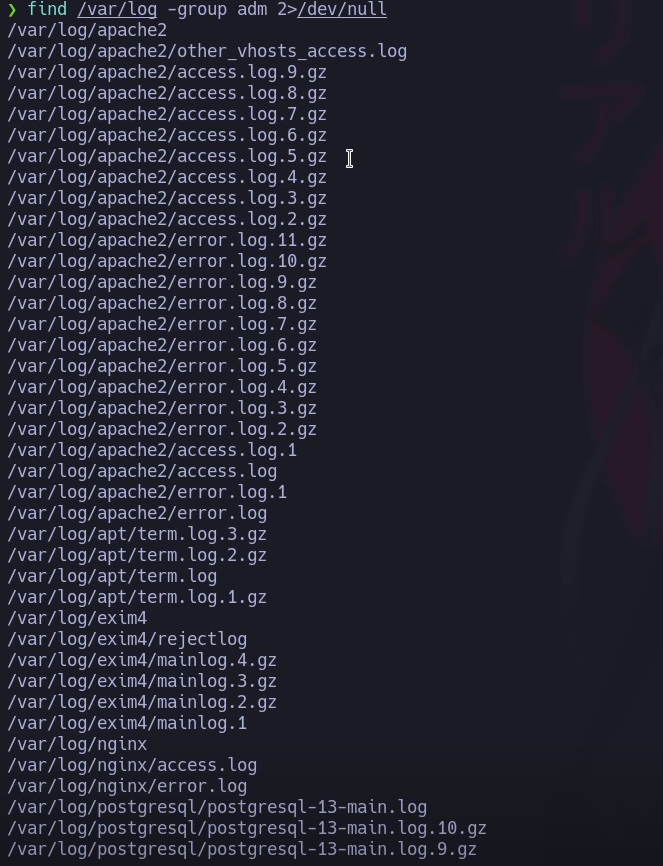 ❯ find /var/log -group adm 2>/dev/null
/var/log/apache2
/var/log/apache2/other_vhosts_access.log
/var/log/apache2/access.log.9.gz
/var/log/apache2/access.log.8.gz
/var/log/apache2/access.log.7.gz
/var/log/apache2/access.log.6.gz
/var/log/apache2/access.log.5.gz
/var/log/apache2/access.log.4.gz
/var/log/apache2/access.log.3.gz
/var/log/apache2/access.log.2.gz
/var/log/apache2/error.log.11.gz
/var/log/apache2/error.log.10.gz
/var/log/apache2/error.log.9.gz
/var/log/apache2/error.log.8.gz
/var/log/apache2/error.log.7.gz
/var/log/apache2/error.log.6.gz
/var/log/apache2/error.log.5.gz
/var/log/apache2/error.log.4.gz
/var/log/apache2/error.log.3.gz
/var/log/apache2/error.log.2.gz
/var/log/apache2/access.log.1
/var/log/apache2/access.log
/var/log/apache2/error.log.1
/var/log/apache2/error.log
/var/log/apt/term.log.3.gz
/var/log/apt/term.log.2.gz
/var/log/apt/term.log
/var/log/apt/term.log.1.gz
/var/log/exim4
/var/log/exim4/rejectlog
/var/log/exim4/mainlog.4.gz
/var/log/exim4/mainlog.3.gz
/var/log/exim4/mainlog.2.gz
/var/log/exim4/mainlog.1
/var/log/nginx
/var/log/nginx/access.log
/var/log/nginx/error.log
/var/log/postgresql/postgresql-13-main.log
/var/log/postgresql/postgresql-13-main.log.10.gz
/var/log/postgresql/postgresql-13-main.log.9.gz